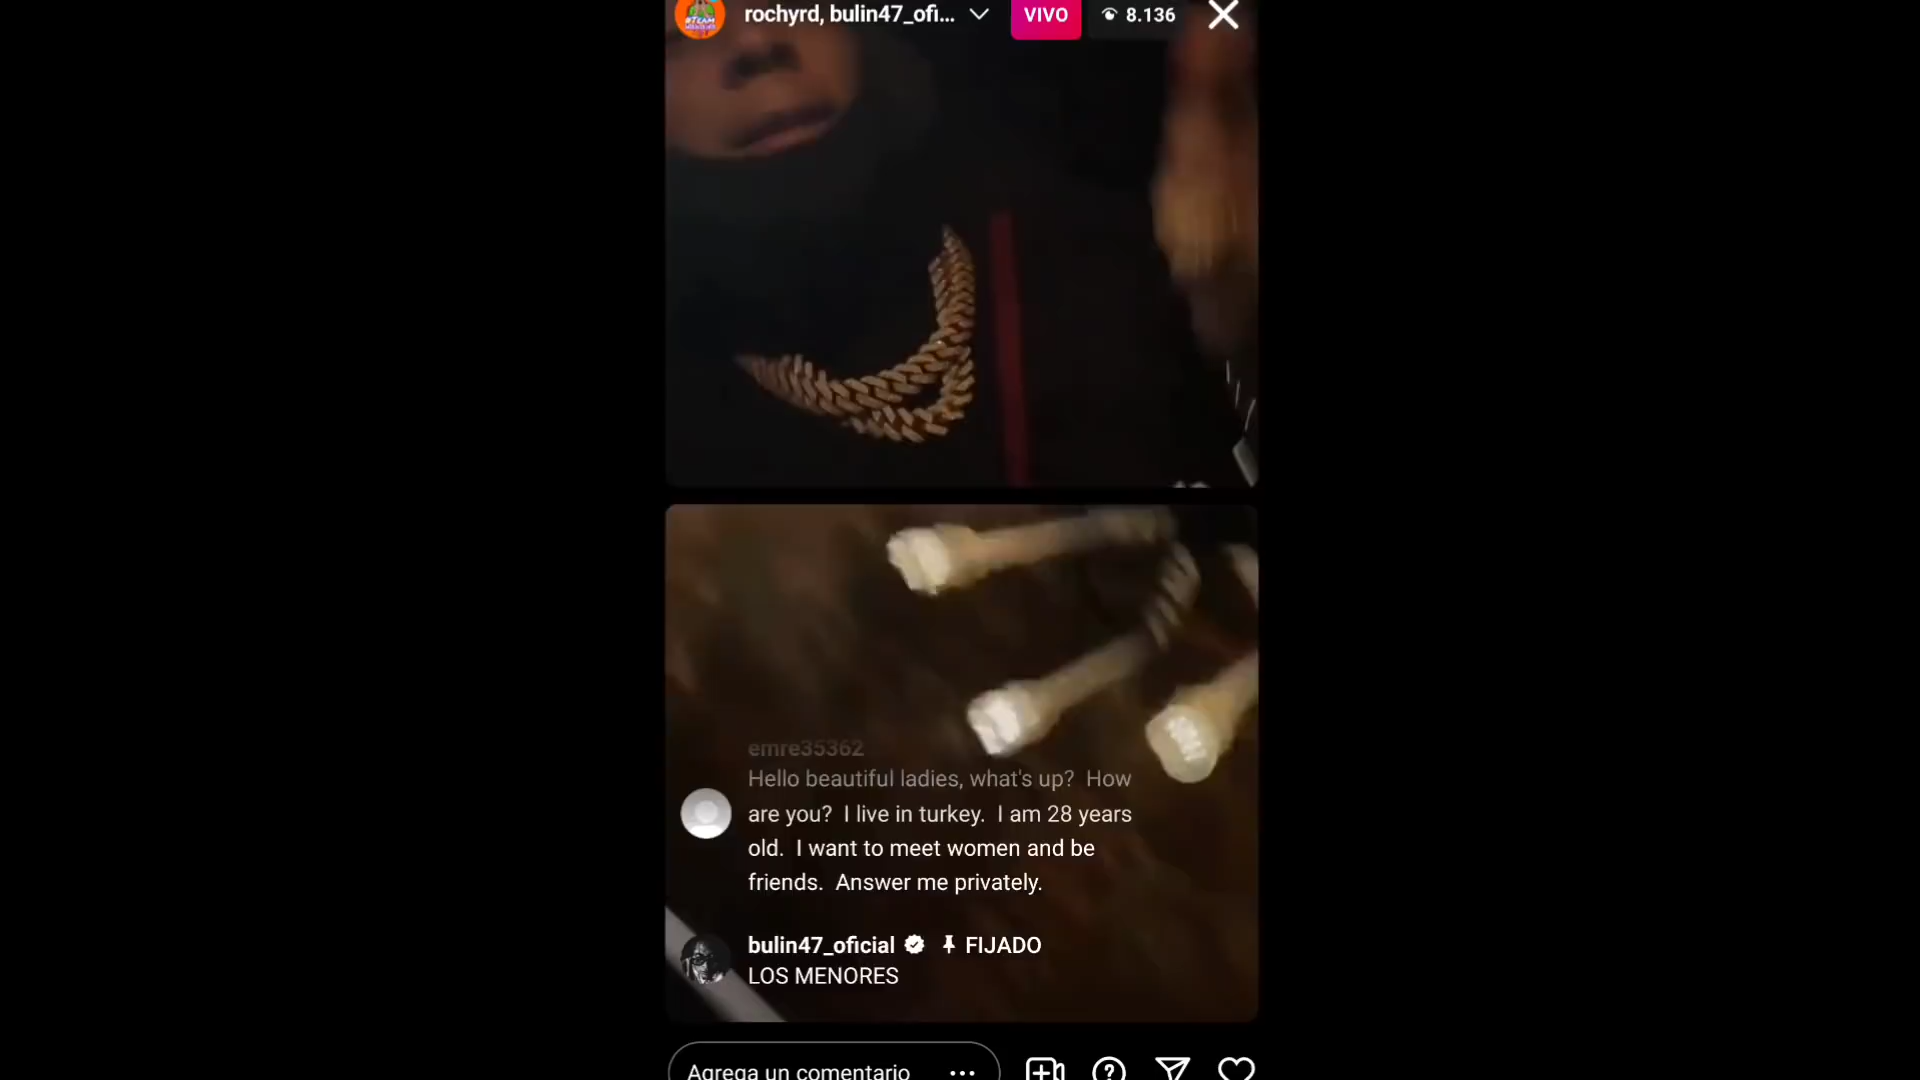 #TEAM
rochyrd, bulin47_ofi...
VIVO
8.136
emre35362
Hello beautiful ladies, what's up?  How
are you?  I live in turkey.  I am 28 years
old.  I want to meet women and be
friends.  Answer me privately.
bulin47_oficial FIJADO
LOS MENORES
Agrega un comentario